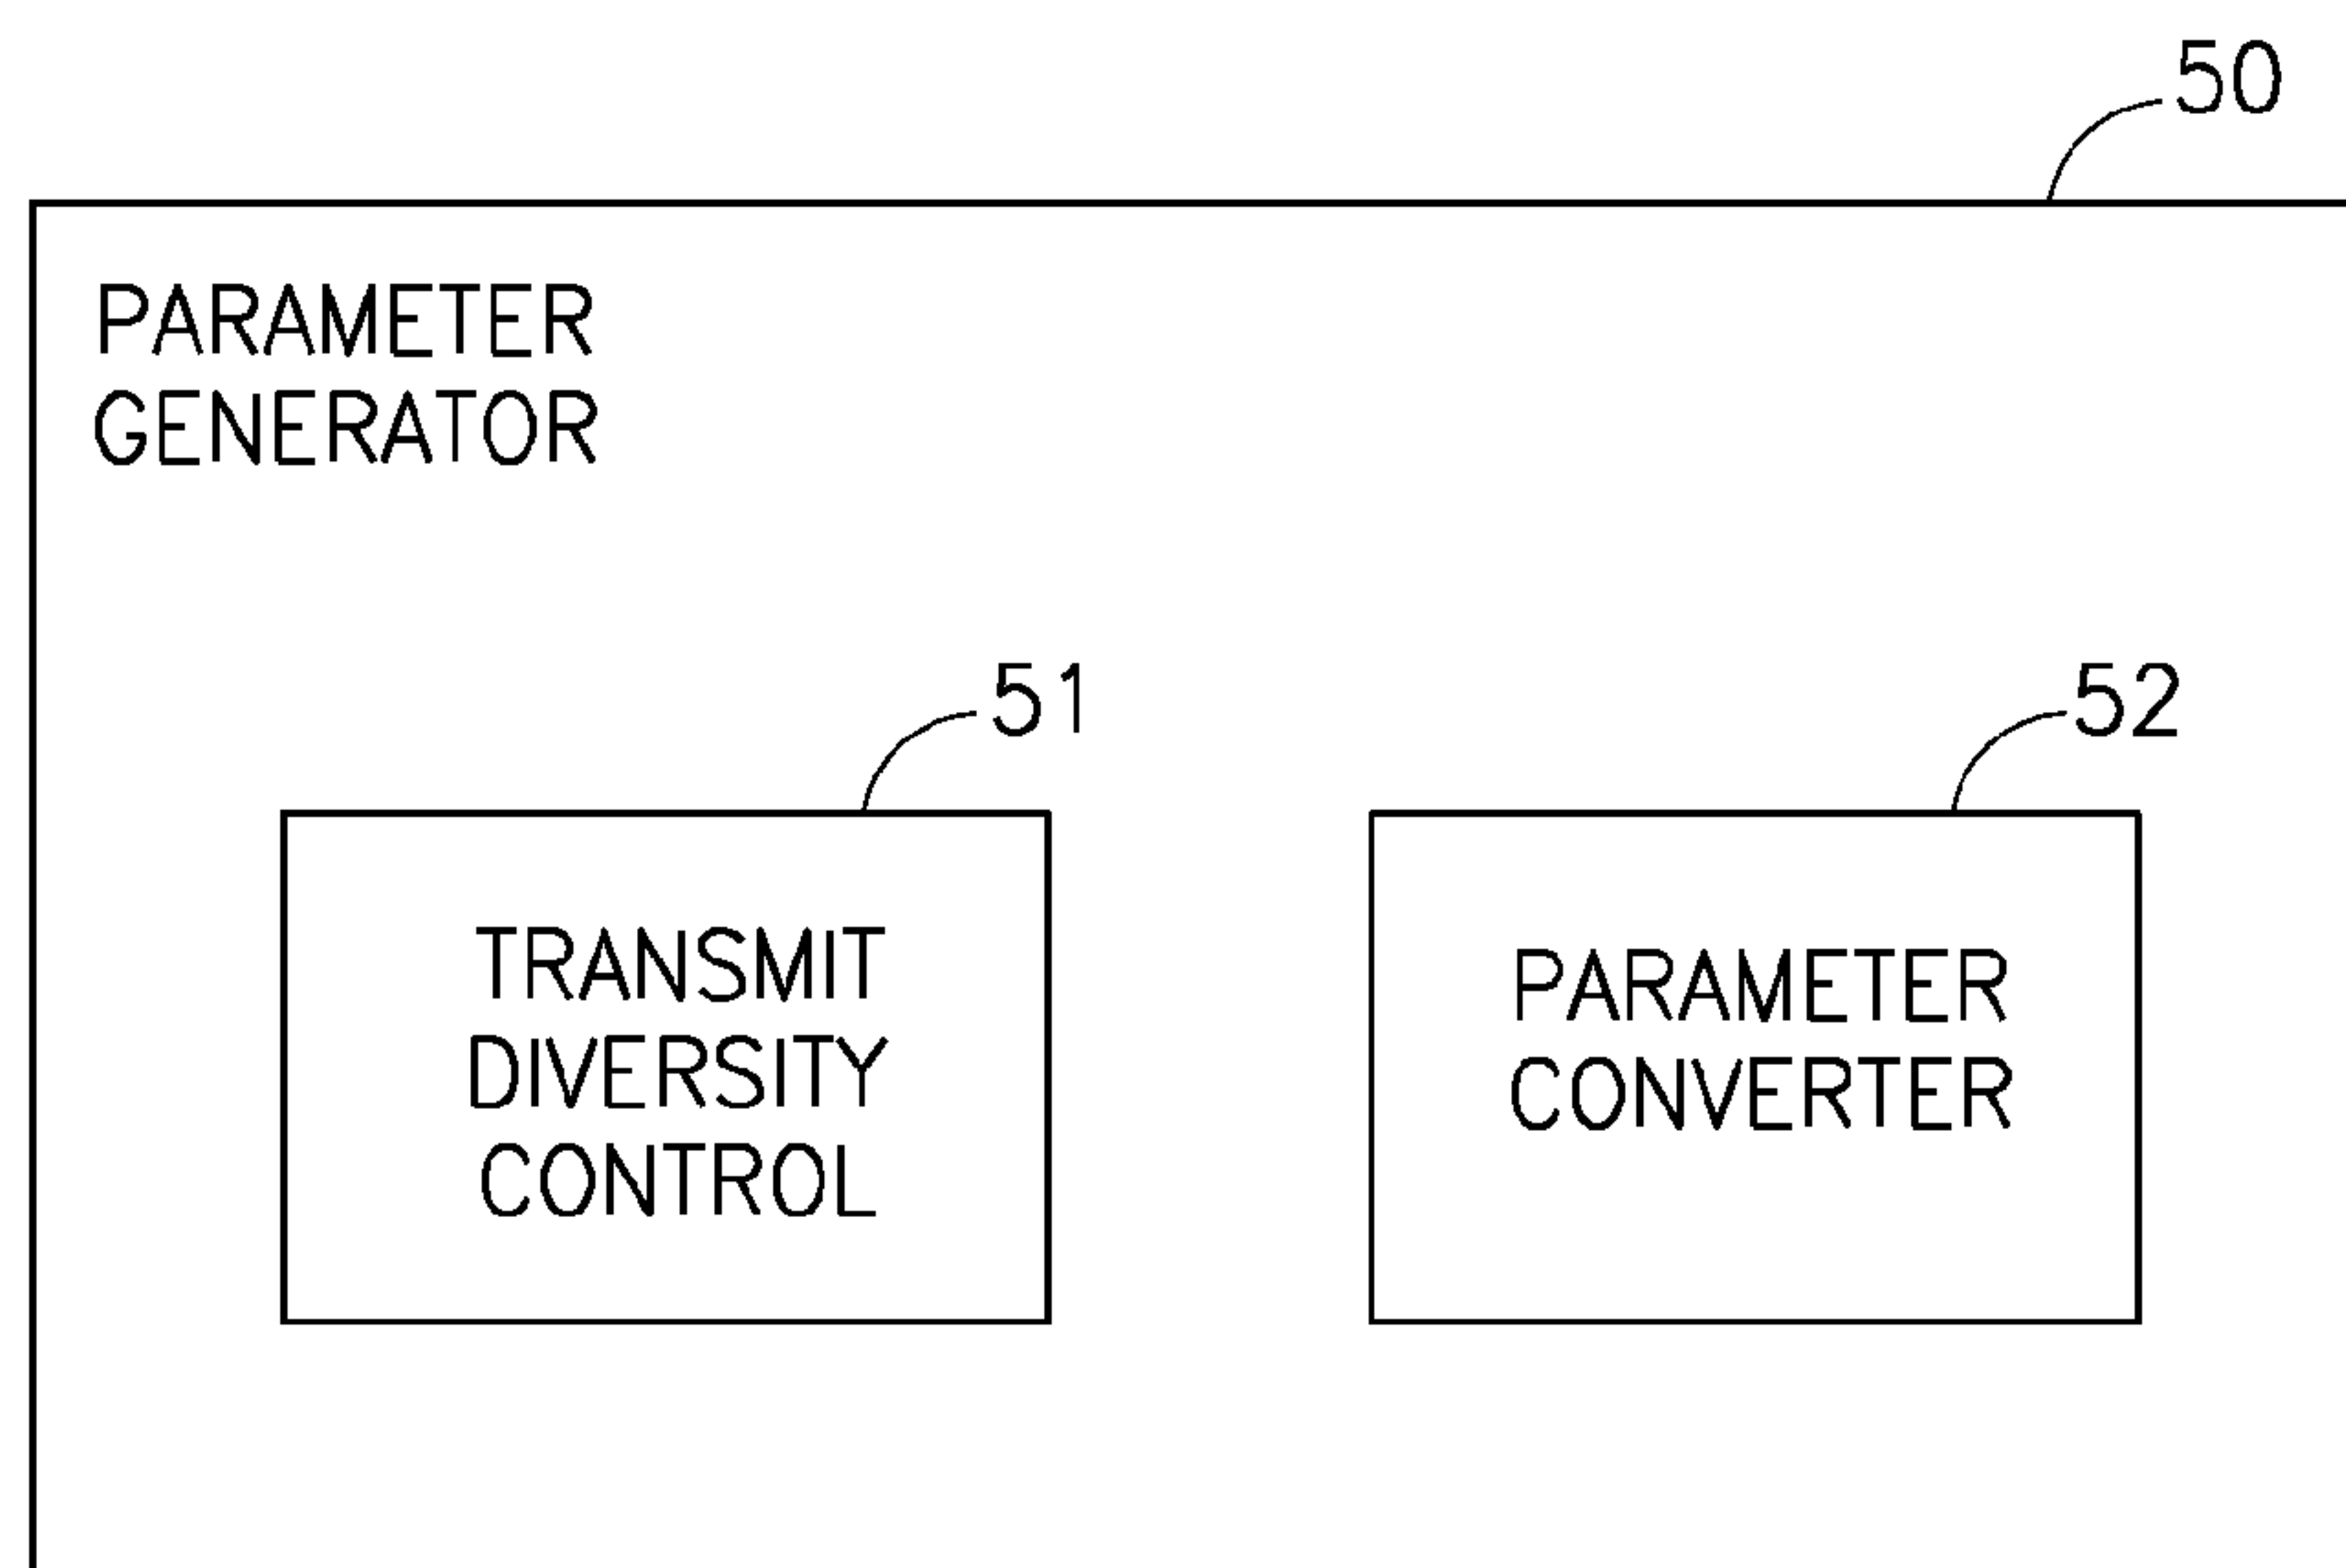 50
PARAMETER
GENERATOR
51
52
TRANSMIT
DIVERSITY
CONTROL
PARAMETER
CONVERTER